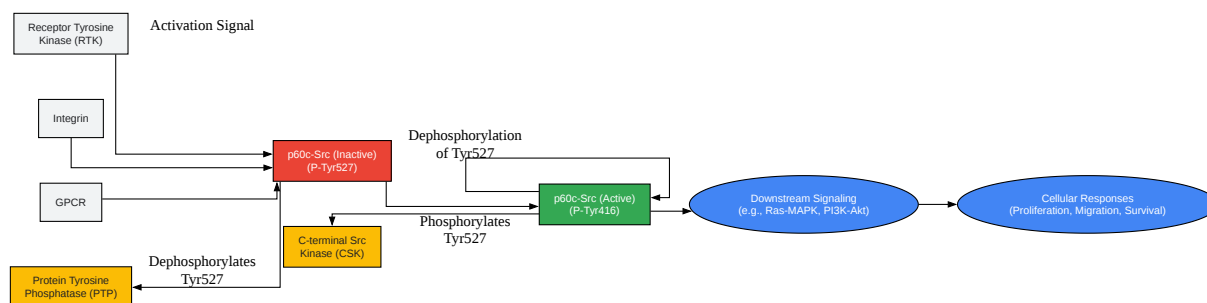 Receptor Tyrosine
Kinase (RTK)
Activation Signal
Integrin
GPCR
p60c-Src (Inactive)
(P-Tyr527)
Dephosphorylation
of Tyr527
p60c-Src (Active)
(P-Tyr416)
Downstream Signaling
(e.g., Ras-MAPK, PI3K-Akt)
Cellular Responses
(Proliferation, Migration, Survival)
Phosphorylates
Tyr527
C-terminal Src
Kinase (CSK)
Dephosphorylates
Tyr527
Protein Tyrosine
Phosphatase (PTP)